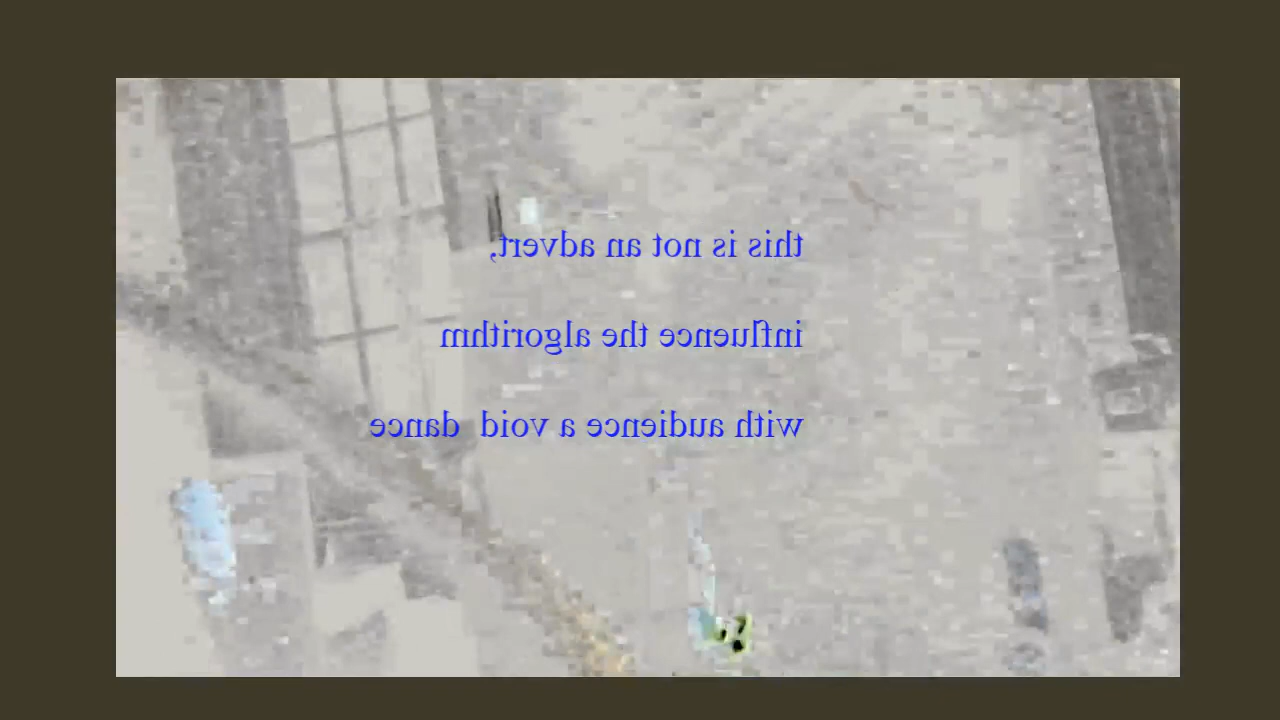 this is not an advert,
influence the algorithm
with audience a void  dance